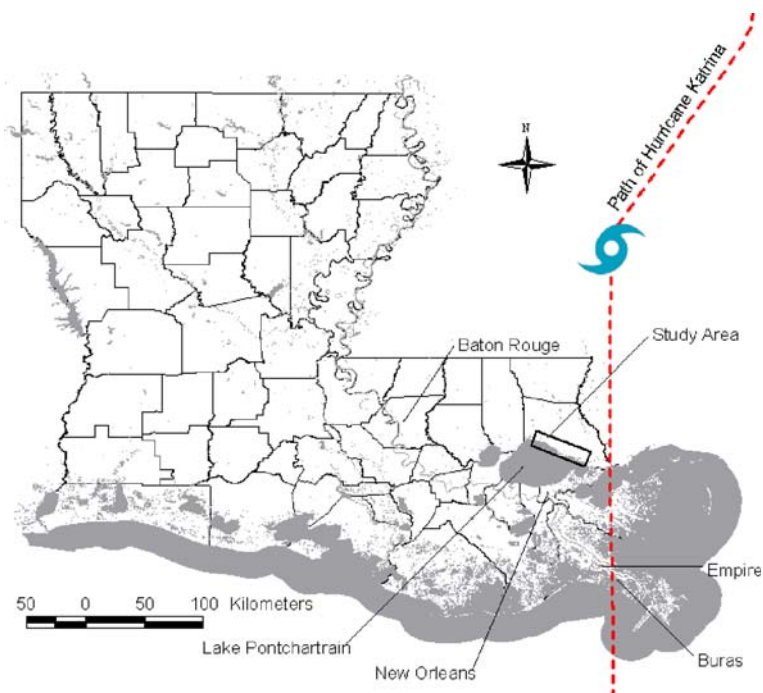 N
Path of Hurricane Katrina
Study Area
Baton Rouge
Empire
50 0 50 100 Kilometers
Lake Pontchartrain
Buras
New Orleans